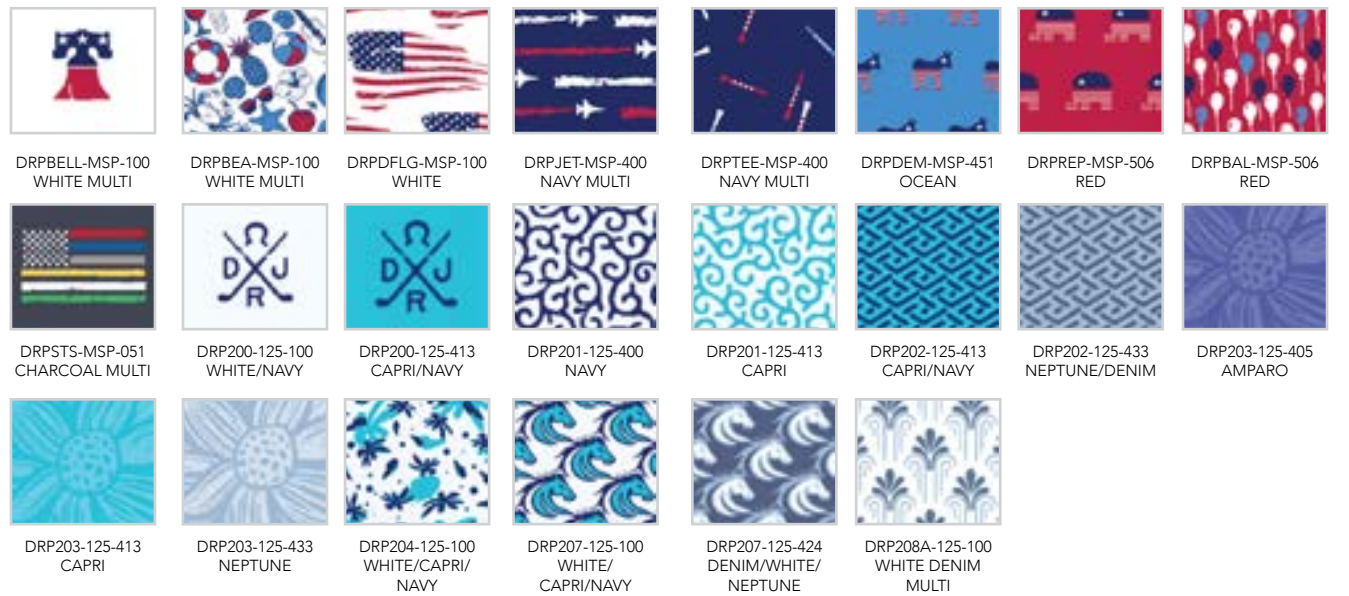 DRPBELL-MSP-100
WHITE MULTI
DRPBEA-MSP-100
WHITE MULTI
DRPDFLG-MSP-100
WHITE
DRPJET-MSP-400
NAVY MULTI
DRPTEE-MSP-400
NAVY MULTI
DRPDEM-MSP-451
OCEAN
DRPREP-MSP-506
RED
DRPBAL-MSP-506
RED
D J
R
D J
R
DRPSTS-MSP-051
CHARCOAL MULTI
DRP200-125-100
WHITE/NAVY
DRP200-125-413
CAPRI/NAVY
DRP201-125-400
NAVY
DRP201-125-413
CAPRI
DRP202-125-413
CAPRI/NAVY
DRP202-125-433
NEPTUNE/DENIM
DRP203-125-405
AMPARO
DRP203-125-413
CAPRI
DRP203-125-433
NEPTUNE
DRP204-125-100
WHITE/CAPRI/
NAVY
DRP207-125-100
WHITE/
CAPRI/NAVY
DRP207-125-424
DENIM/WHITE/
NEPTUNE
DRP208A-125-100
WHITE DENIM
MULTI